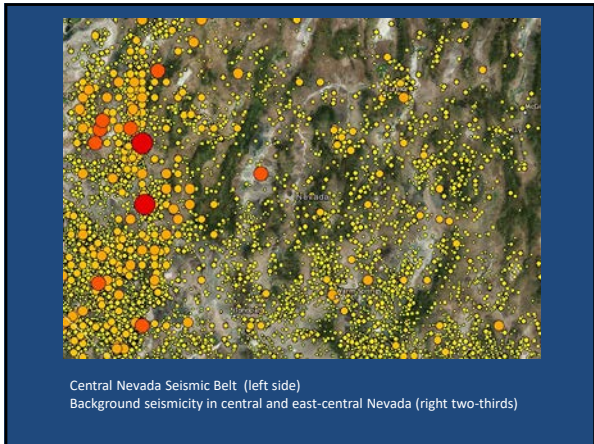 Nevada
Central Nevada Seismic Belt (left side)
Background seismicity in central and east-central Nevada (right two-thirds)